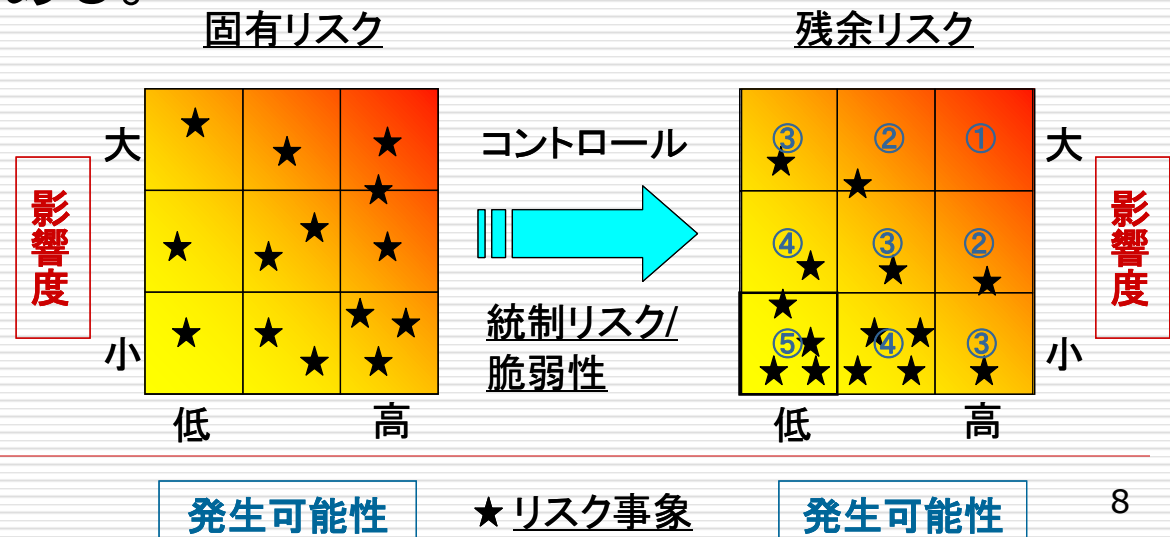 ある。
固有リスク
残余リスク
大
小
影響度
低
高
コントロール
統制リスク/
脆弱性
③
②
①
④
③
②
⑤
④
③
大
小
影響度
低
高
発生可能性
★リスク事象
発生可能性
8